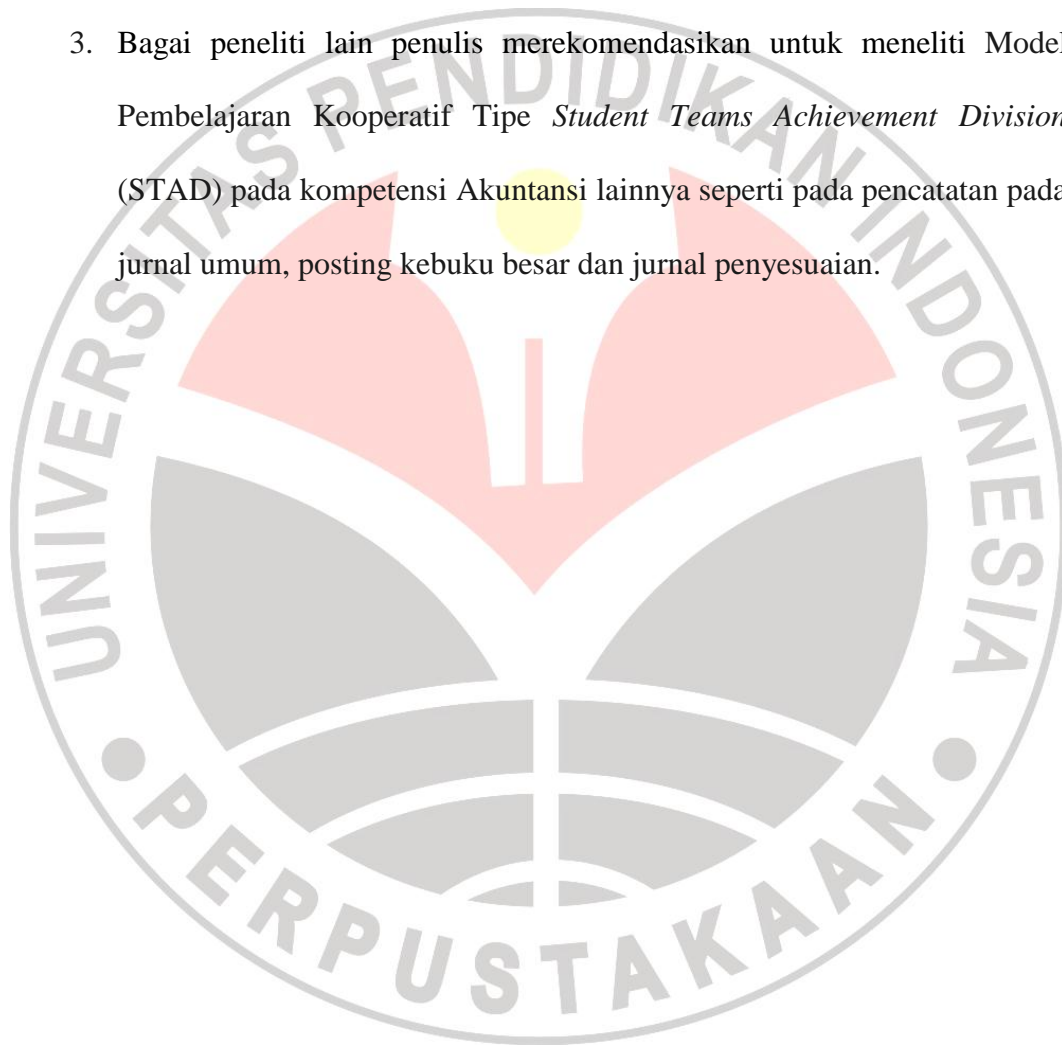 3. Bagai peneliti lain penulis merekomendasikan untuk meneliti Model
Pembelajaran Kooperatif Tipe Student Teams Achievement Division
(STAD) pada kompetensi Akuntansi lainnya seperti pada pencatatan pada
jurnal umum, posting kebuku besar dan jurnal penyesuaian.
UNIVERSITAS PENDIDIKAN INDONESIA
PERPUSTAKAAN